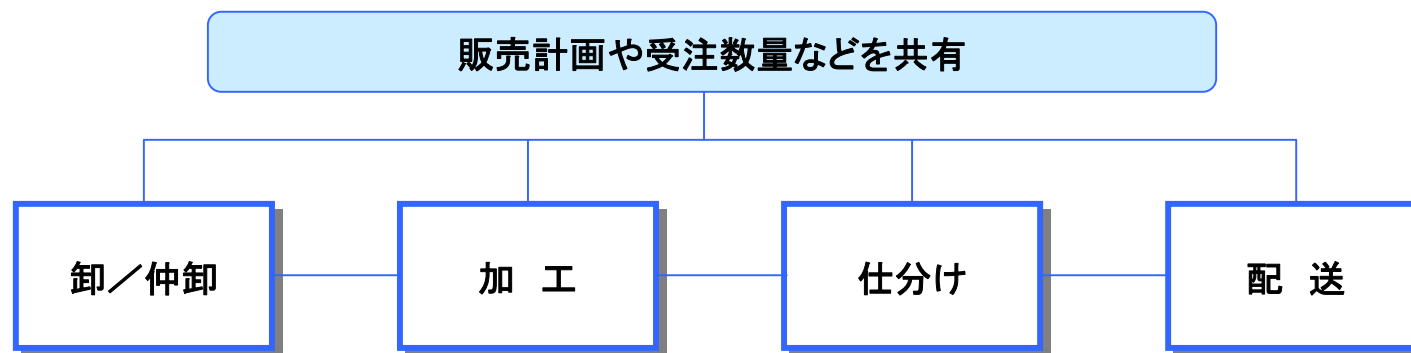 販売計画や受注数量などを共有
卸／仲卸
加　工
仕分け
配　送